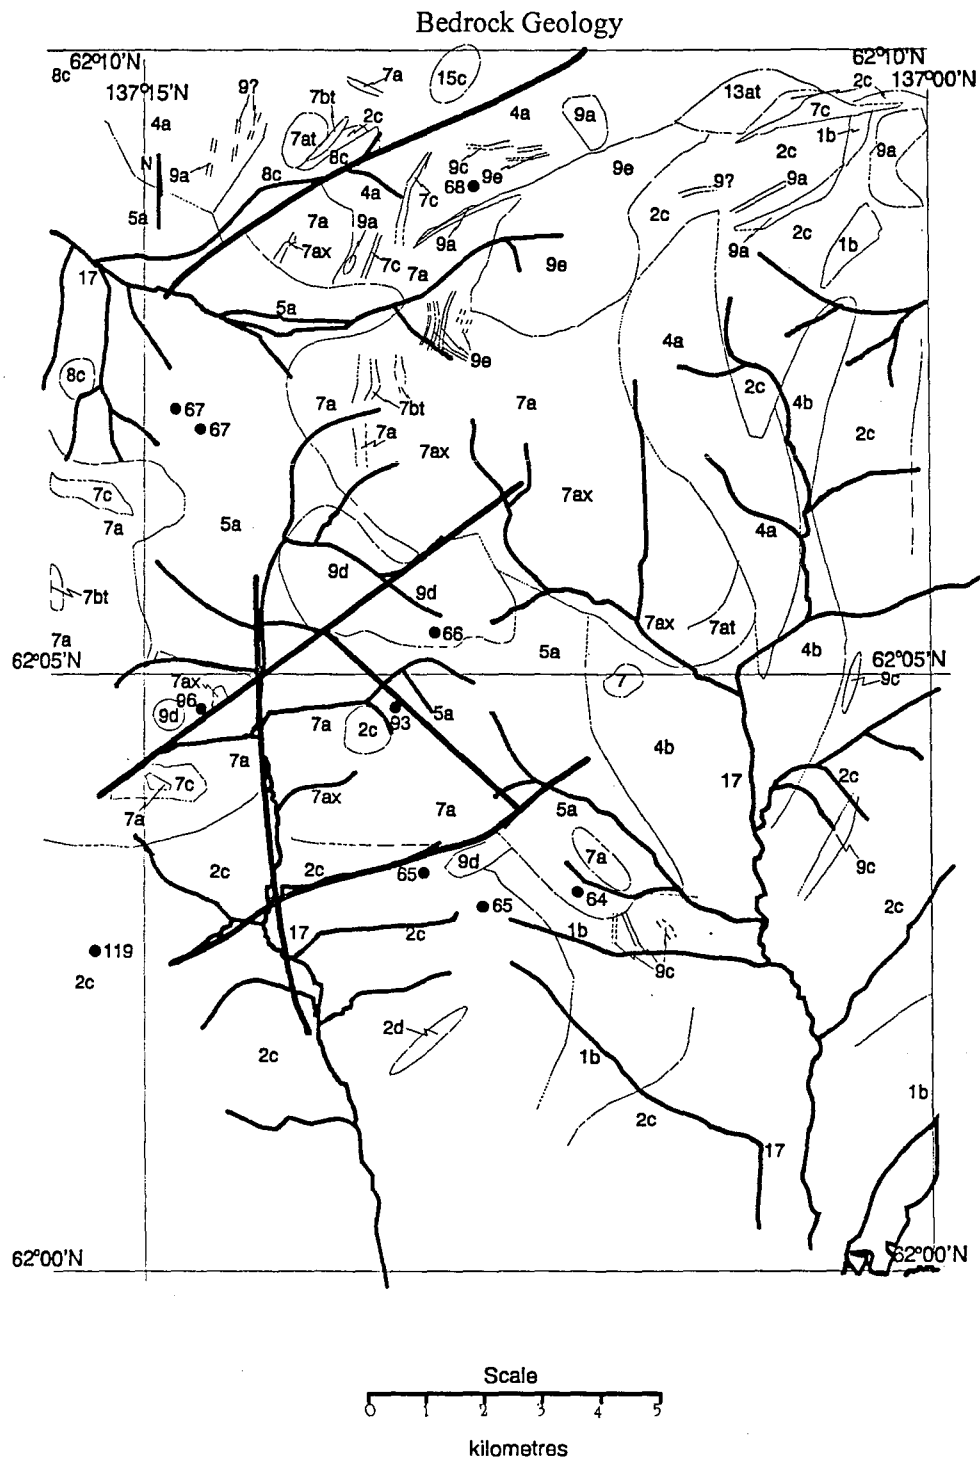 Bedrock Geology
62°10'N
62°10'N
8c
137°15'N
137°00'N
7a
15c
2c
9?
7bt
2c
13at
7c
4a
4a
9a
7at
1b
8c
2c
9a
N
9a
8c
9c
9e
9e
9?
9a
68
4a
7c
5a
7a
9a
9a
2c
2c
7ax
7c
9a
1b
17
7a
9e
5a
4a
9e
8c
2c
7a
7bt
7a
4b
67
67
7a
2c
7ax
7c
7ax
7a
5a
4a
9d
9d
7bt
7a
66
7ax
7at
5a
4b
62°05'N
62°05'N
7ax
9c
96
7
9d
7a
2c
93
5a
7a
4b
17
2c
7c
7ax
7a
5a
7a
7a
9d
9c
2c
2c
65
64
2c
65
17
2c
1b
119
9c
2c
2d
2c
1b
1b
2c
17
62°00'N
62°00'N
Scale
0 1 2 3 4 5
kilometres